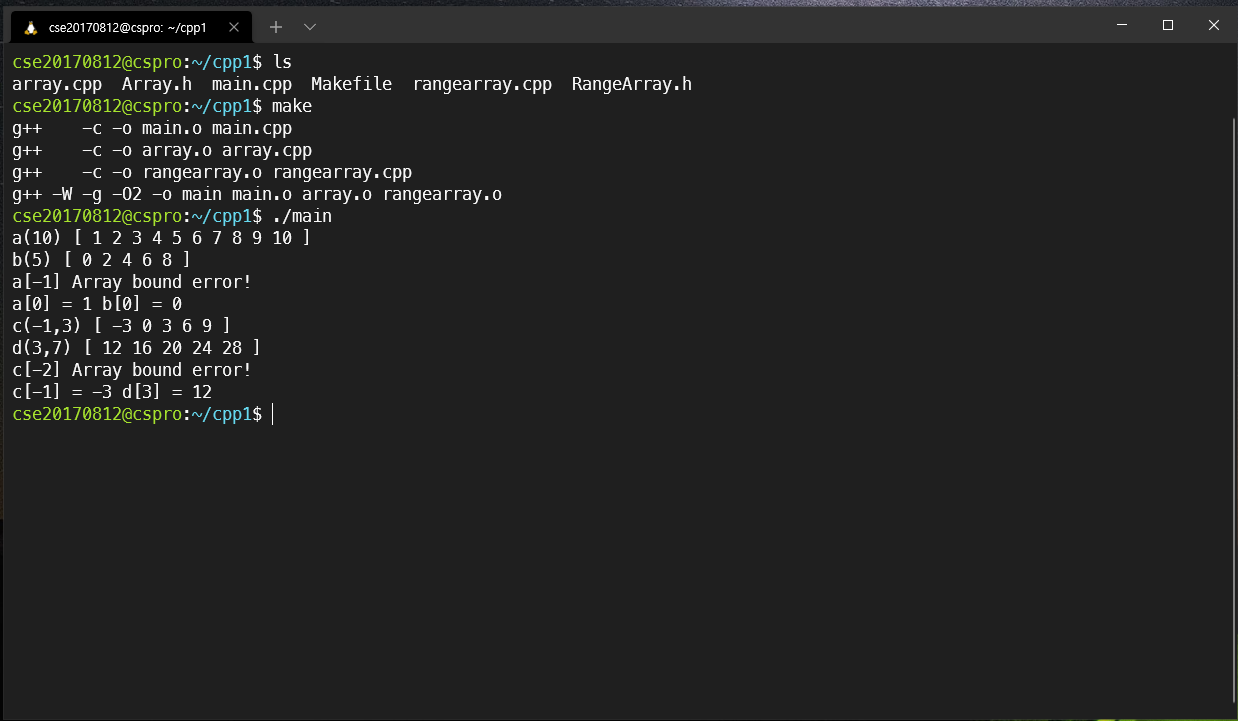 cse20170812@cspro: ~/cpp1
cse20170812@cspro:~/cpp1$ ls
array.cpp  Array.h  main.cpp  Makefile  rangearray.cpp  RangeArray.h
cse20170812@cspro:~/cpp1$ make
g++    -c -o main.o main.cpp
g++    -c -o array.o array.cpp
g++    -c -o rangearray.o rangearray.cpp
g++ -W -g -O2 -o main main.o array.o rangearray.o
cse20170812@cspro:~/cpp1$ ./main
a(10) [ 1 2 3 4 5 6 7 8 9 10 ]
b(5) [ 0 2 4 6 8 ]
a[-1] Array bound error!
a[0] = 1 b[0] = 0
c(-1,3) [ -3 0 3 6 9 ]
d(3,7) [ 12 16 20 24 28 ]
c[-2] Array bound error!
c[-1] = -3 d[3] = 12
cse20170812@cspro:~/cpp1$